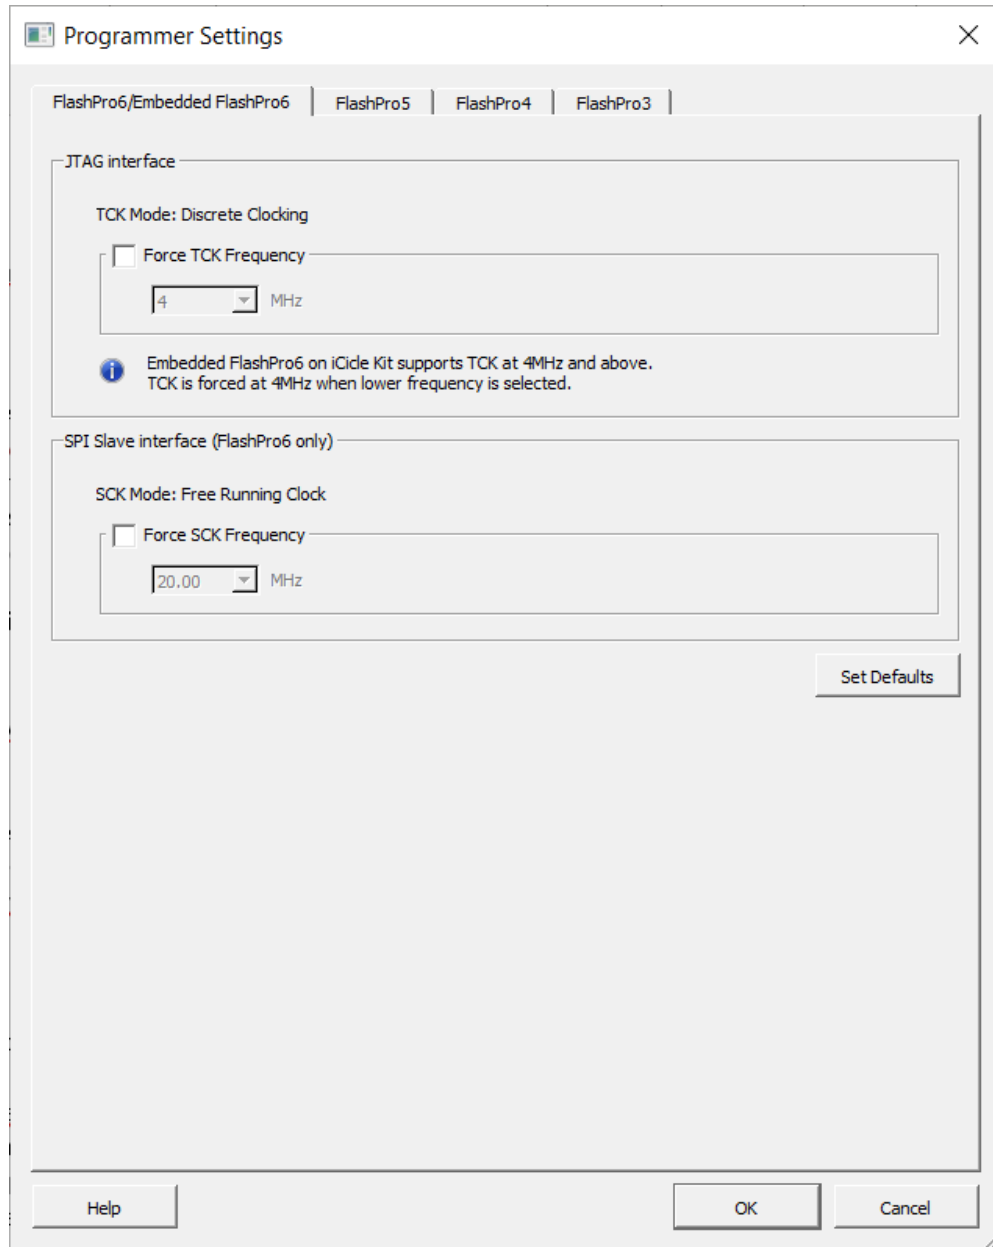 Programmer Settings
FlashPro6/Embedded FlashPro6
FlashPro5
FlashPro4
FlashPro3
JTAG interface
TCK Mode: Discrete Clocking
Force TCK Frequency
4
MHz
Embedded FlashPro6 on iCicle Kit supports TCK at 4MHz and above.
TCK is forced at 4MHz when lower frequency is selected.
SPI Slave interface (FlashPro6 only)
SCK Mode: Free Running Clock
Force SCK Frequency
20.00
MHz
Set Defaults
Help
OK
Cancel